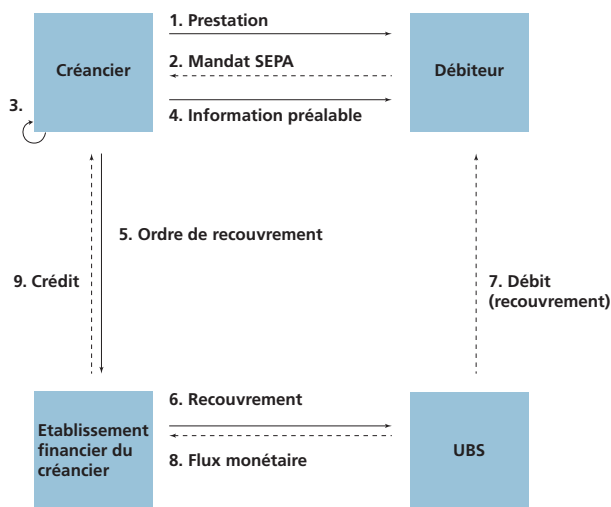 1. Prestation
2. Mandat SEPA
Créancier
Débiteur
3.
4. Information préalable
5. Ordre de recouvrement
9. Crédit
7. Débit
(recouvrement)
6. Recouvrement
Etablissement
financier du
créancier
UBS
8. Flux monétaire